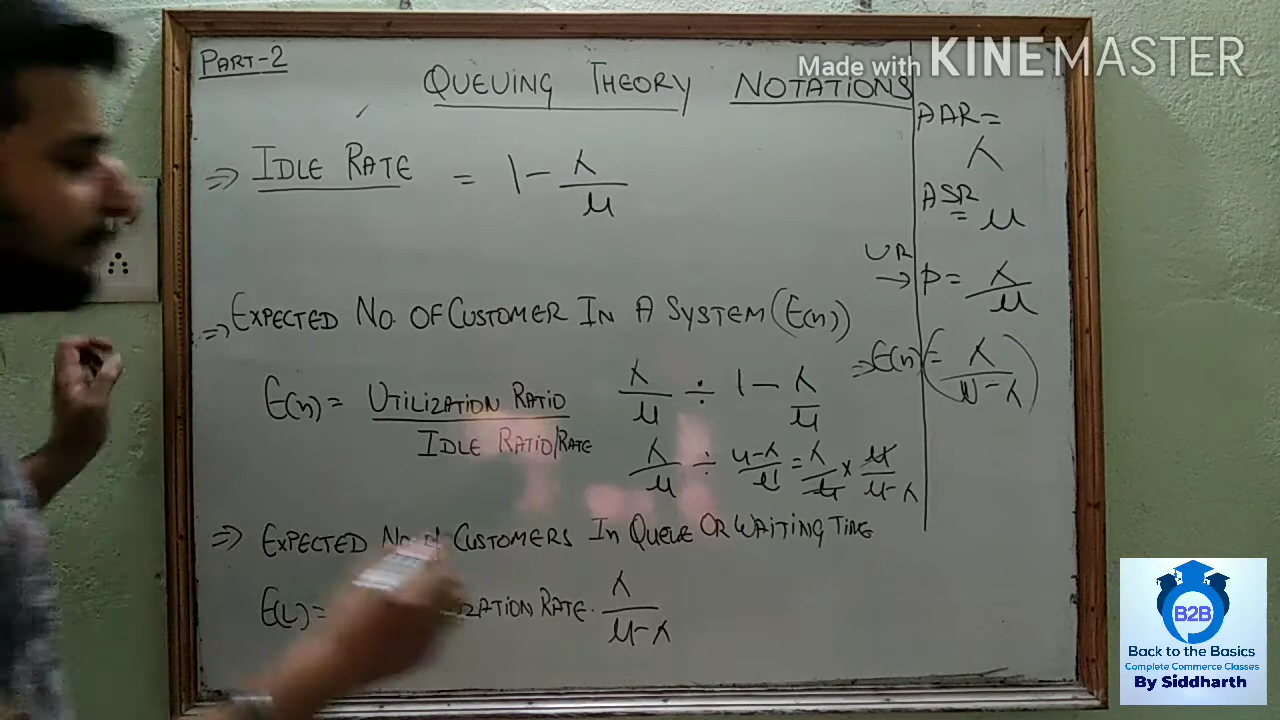 PART-2
QUEUING THEORY NOTATIONS
Made with KINEMASTER
⇒ IDLE RATE = 1 - λ/μ
⇒ EXPECTED NO. OF CUSTOMER IN A SYSTEM (E(n))
E(n) = UTILIZATION RATIO / IDLE RATIO/RATE
λ/μ ÷ 1 - λ/μ
λ/μ ÷ μ-λ/μ = λ/μ × μ/μ-λ
⇒ EXPECTED NO. of CUSTOMERS IN QUEUE OR WAITING TIME
E(L) = RATE . λ/μ-λ
AAR =
λ
ASR
= μ
UR
→ p = λ/μ
⇒ E(n) = (λ/μ-λ)
B2B
Back to the Basics
Complete Commerce Classes
By Siddharth